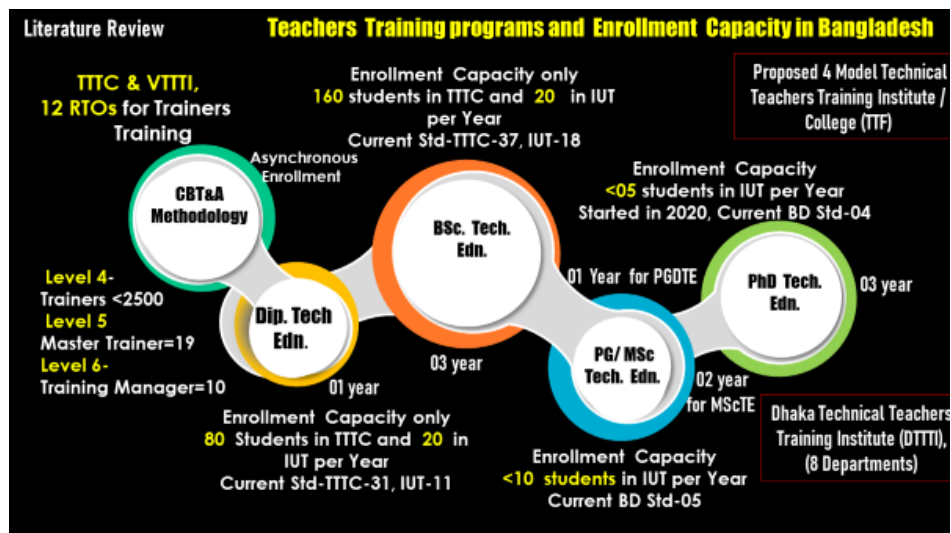 Literature Review
Teachers Training programs and Enrollment Capacity in Bangladesh
TTTC & VTTTI,
12 RTOs for Trainers
Training
Asynchronous
Enrollment
CBT&A
Methodology
Level 4-
Trainers <2500
Level 5
Master Trainer=19
Level 6-
Training Manager=10
Dip. Tech
Edn.
01 year
Enrollment Capacity only
80 Students in TTTC and 20 in
IUT per Year
Current Std-TTTC-31, IUT-11
Enrollment Capacity only
160 students in TTTC and 20 in IUT
per Year
Current Std-TTTC-37, IUT-18
BSc. Tech.
Edn.
03 year
01 Year for PGDTE
PG/ MSc
Tech. Edn.
02 year
for MScTE
Enrollment Capacity
<10 students in IUT per Year
Current BD Std-05
Enrollment Capacity
<05 students in IUT per Year
Started in 2020, Current BD Std-04
PhD Tech.
Edn.
03 year
Proposed 4 Model Technical
Teachers Training Institute /
College (TTF)
Dhaka Technical Teachers
Training Institute (DTTTI),
(8 Departments)